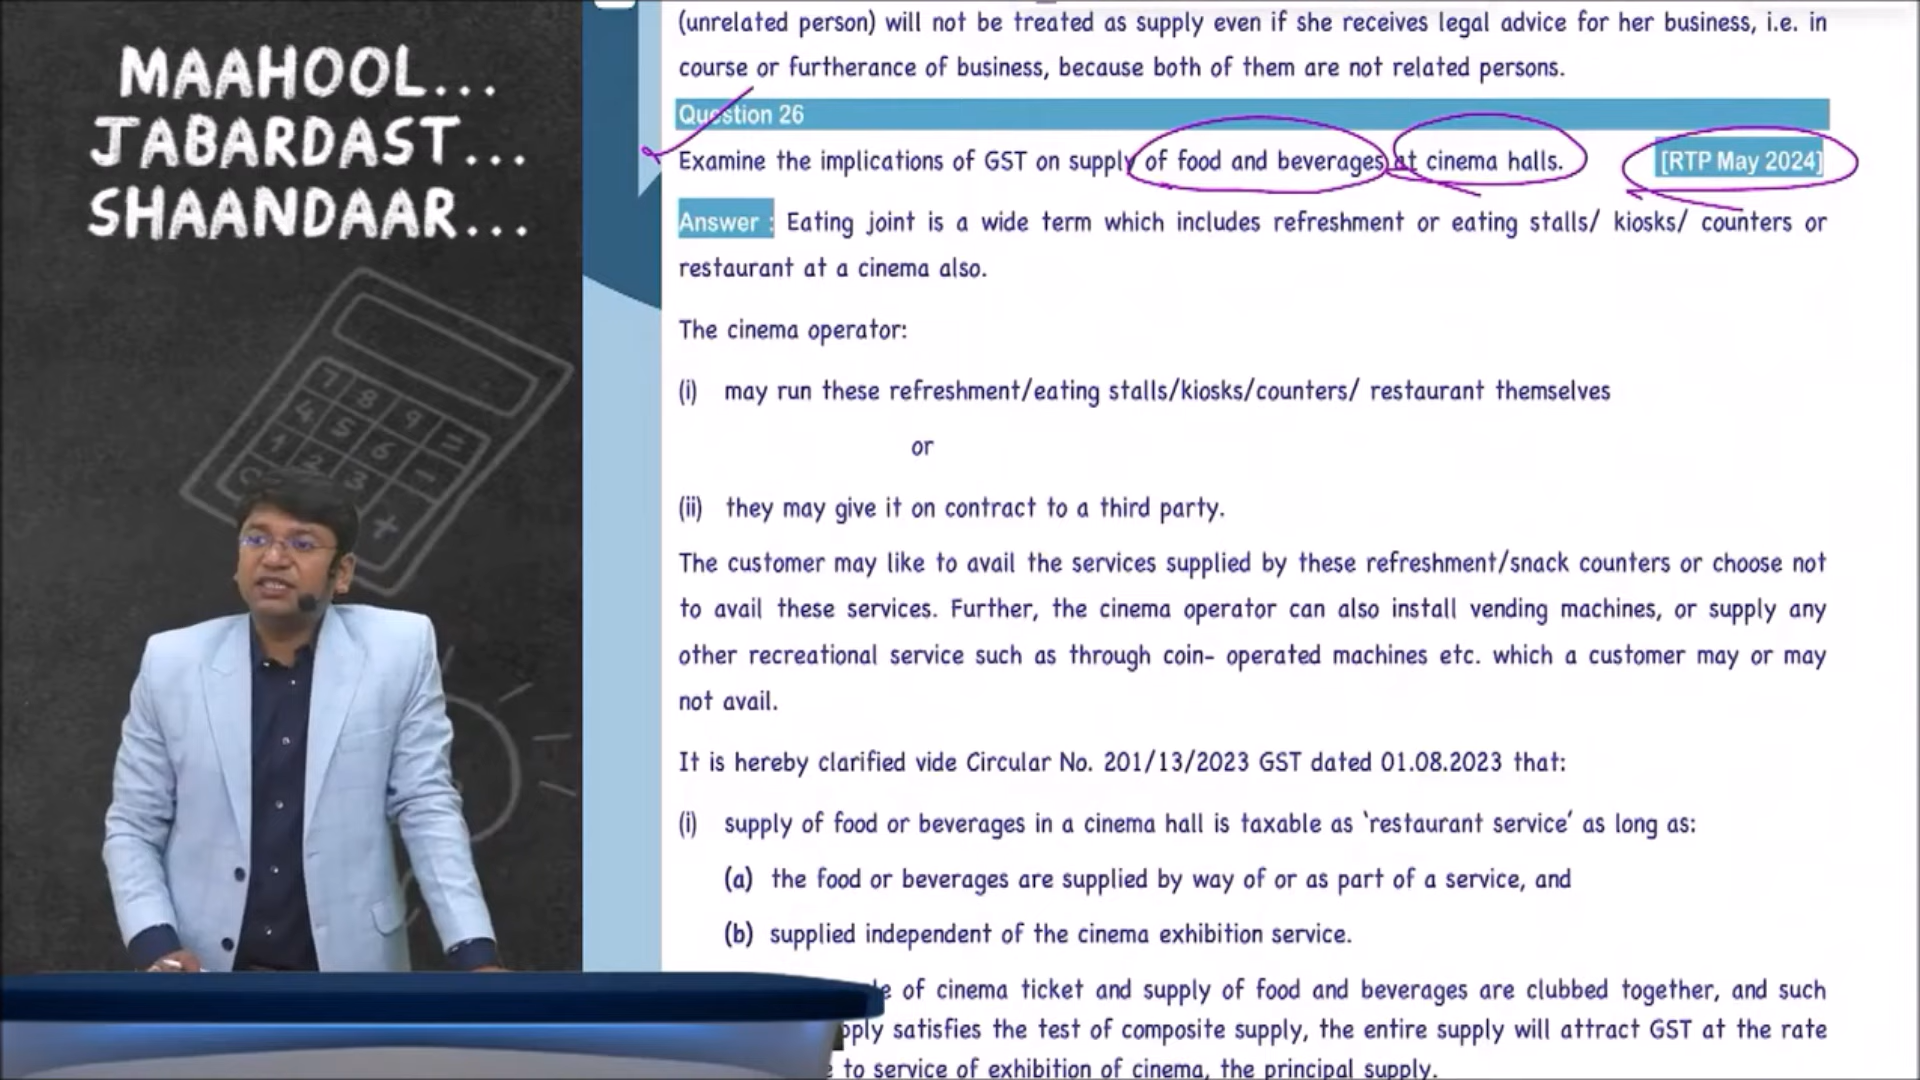 MAAHOOL...
JABARDAST...
SHAANDAAR...
7 8 9 =
4 5 6 -
1 2 3
C +
(unrelated person) will not be treated as supply even if she receives legal advice for her business, i.e. in
course or furtherance of business, because both of them are not related persons.
Question 26
Examine the implications of GST on supply of food and beverages at cinema halls. [RTP May 2024]
Answer : Eating joint is a wide term which includes refreshment or eating stalls/ kiosks/ counters or
restaurant at a cinema also.
The cinema operator:
(i) may run these refreshment/eating stalls/kiosks/counters/ restaurant themselves
or
(ii) they may give it on contract to a third party.
The customer may like to avail the services supplied by these refreshment/snack counters or choose not
to avail these services. Further, the cinema operator can also install vending machines, or supply any
other recreational service such as through coin- operated machines etc. which a customer may or may
not avail.
It is hereby clarified vide Circular No. 201/13/2023 GST dated 01.08.2023 that:
(i) supply of food or beverages in a cinema hall is taxable as ‘restaurant service’ as long as:
(a) the food or beverages are supplied by way of or as part of a service, and
(b) supplied independent of the cinema exhibition service.
of cinema ticket and supply of food and beverages are clubbed together, and such
satisfies the test of composite supply, the entire supply will attract GST at the rate
to service of exhibition of cinema, the principal supply.